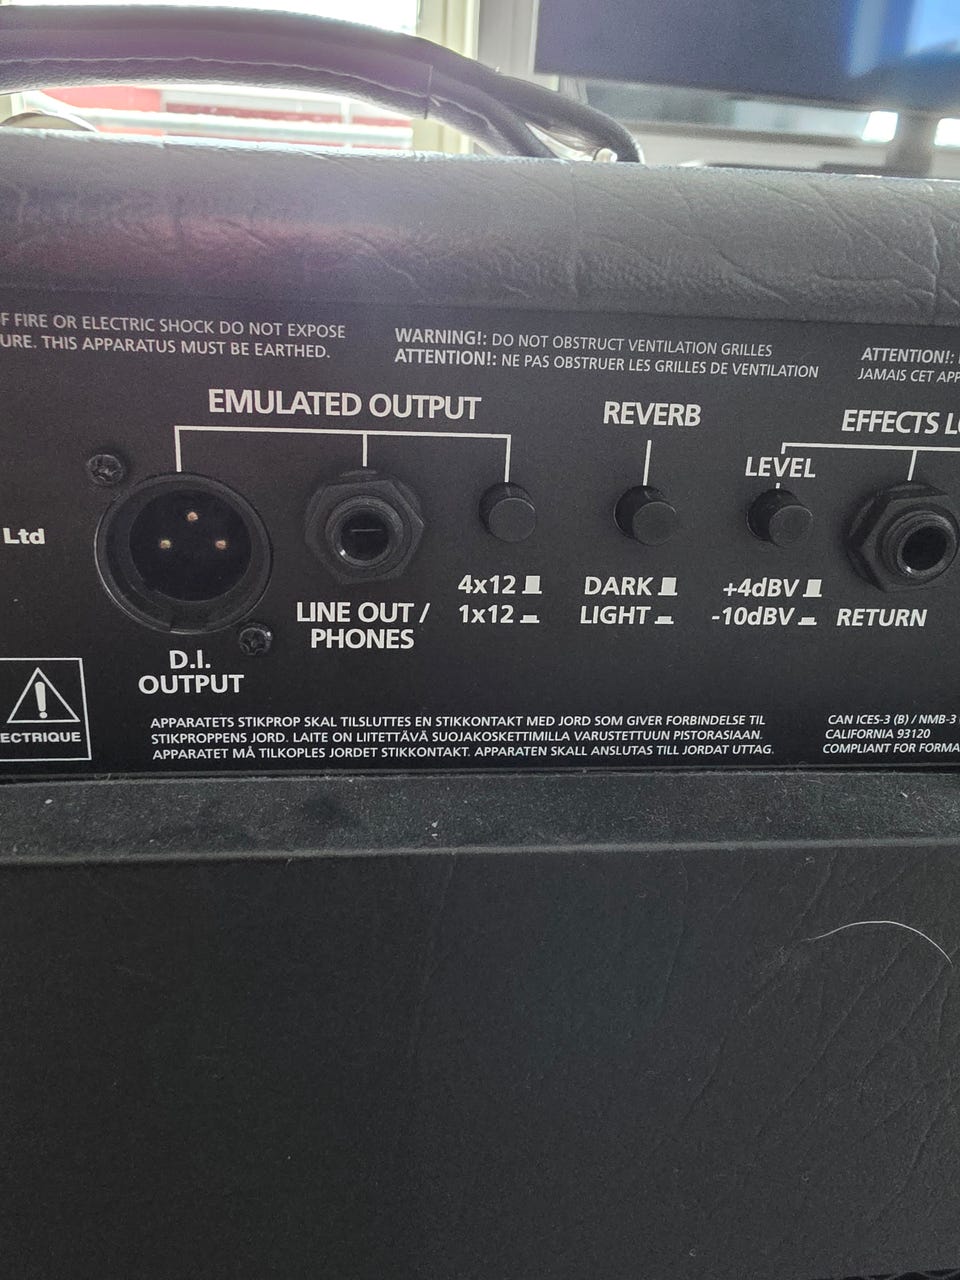 F FIRE OR ELECTRIC SHOCK DO NOT EXPOSE
URE. THIS APPARATUS MUST BE EARTHED.
WARNING!: DO NOT OBSTRUCT VENTILATION GRILLES
ATTENTION!: NE PAS OBSTRUER LES GRILLES DE VENTILATION
ATTENTION!:
JAMAIS CET APP
EMULATED OUTPUT
REVERB
EFFECTS L
LEVEL
Ltd
4x12
1x12
DARK
LIGHT
+4dBV
-10dBV
RETURN
LINE OUT /
PHONES
D.I.
OUTPUT
ECTRIQUE
APPARATETS STIKPROP SKAL TILSLUTTES EN STIKKONTAKT MED JORD SOM GIVER FORBINDELSE TIL
STIKPROPPENS JORD. LAITE ON LIITETTÄVÄ SUOJAKOSKETTIMILLA VARUSTETTUUN PISTORASIAAN.
APPARATET MÅ TILKOPLES JORDET STIKKONTAKT. APPARATEN SKALL ANSLUTAS TILL JORDAT UTTAG.
CAN ICES-3 (B) / NMB-3
CALIFORNIA 93120
COMPLIANT FOR FORMA